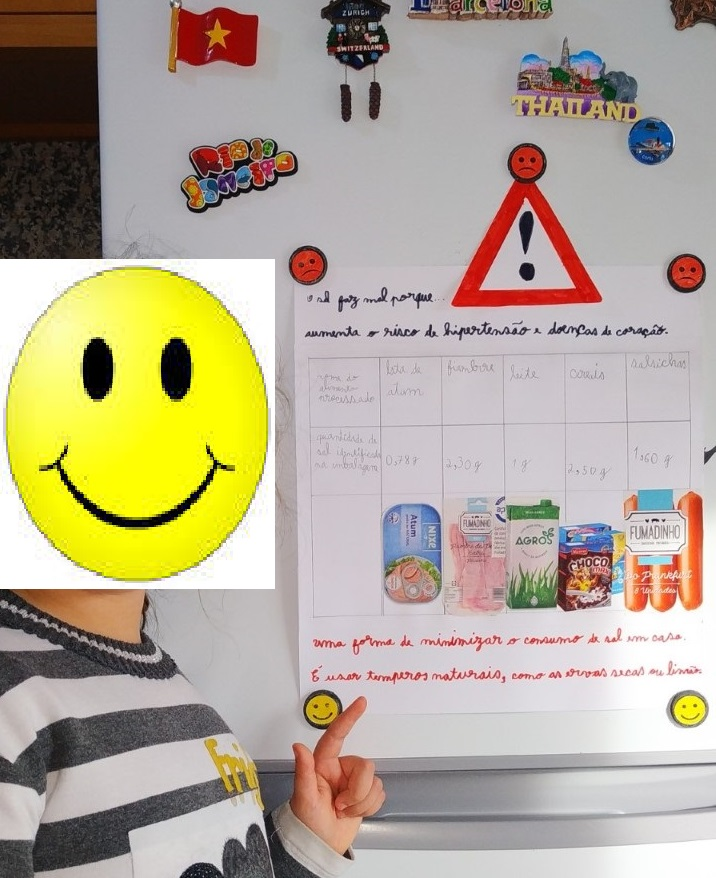 ZURICH
SWITZERLAND
Barcelona
THAILAND
Rio de
Janeiro
!
o sal faz mal porque...
aumenta o risco de hipertensão e doenças de coração.
nome do alimento processado
lata de atum
fiambre
leite
cereais
salsichas
quantidade de sal identificada na embalagem
0,78 g
2,30 g
1 g
2,50 g
1,60 g
NIXE
Atum
FUMADINHO
AGROS
CHOCO
FUMADINHO
Do Frankfurt
8 Unidades
uma forma de minimizar o consumo de sal em casa.
É usar temperos naturais, como as ervas secas ou limão.